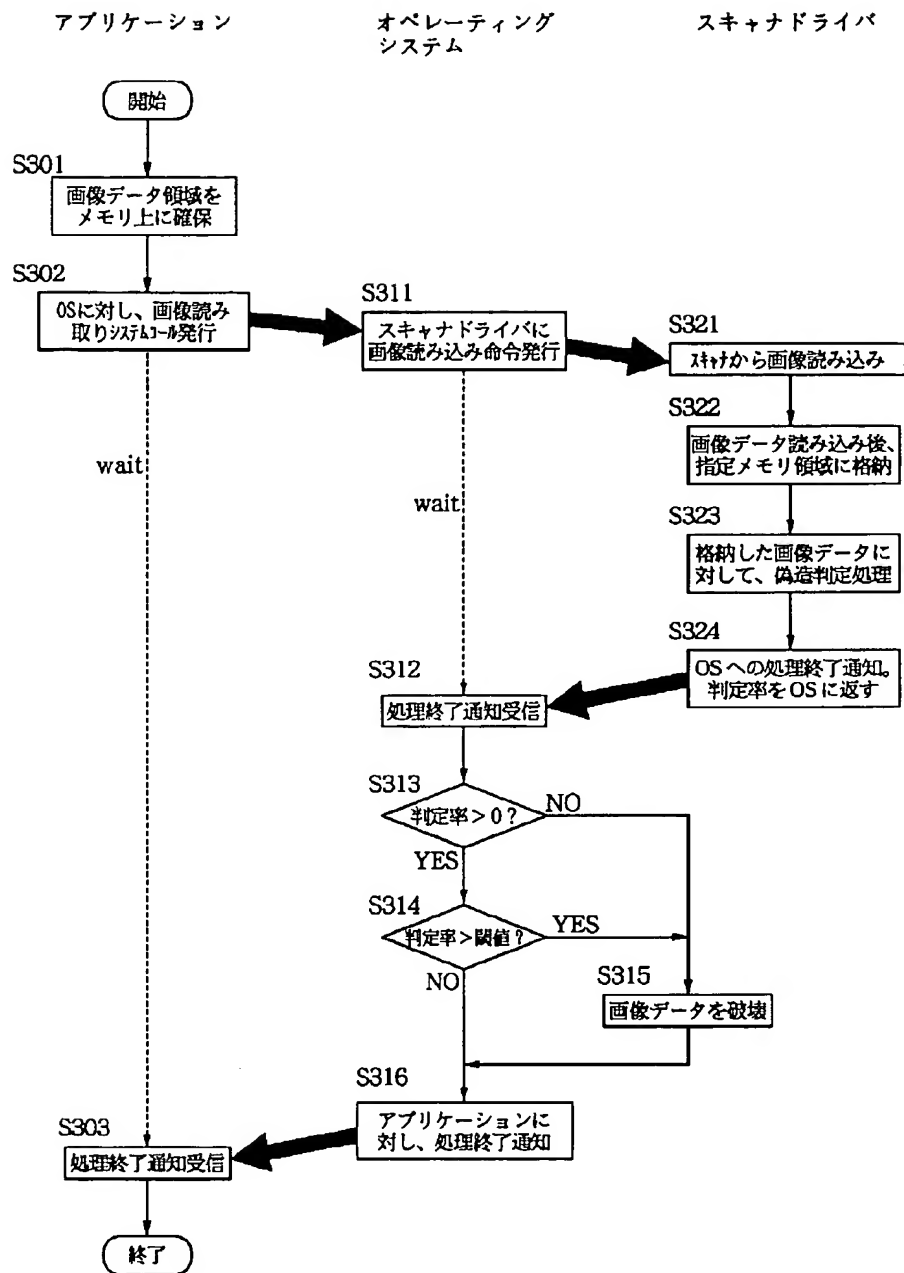 アプリケーション
オペレーティング
システム
スキャナドライバ
開始
S301
画像データ領域を
メモリ上に確保
S302
OSに対し、画像読み
取りシステムコール発行
S311
スキャナドライバに
画像読み込み命令発行
S321
スキャナから画像読み込み
S322
画像データ読み込み後、
指定メモリ領域に格納
wait
wait
S323
格納した画像データに
対して、偽造判定処理
S324
OSへの処理終了通知。
判定率をOSに返す
S312
処理終了通知受信
S313
判定率>0?
NO
YES
S314
判定率>閾値?
YES
NO
S315
画像データを破壊
S316
アプリケーションに
対し、処理終了通知
S303
処理終了通知受信
終了